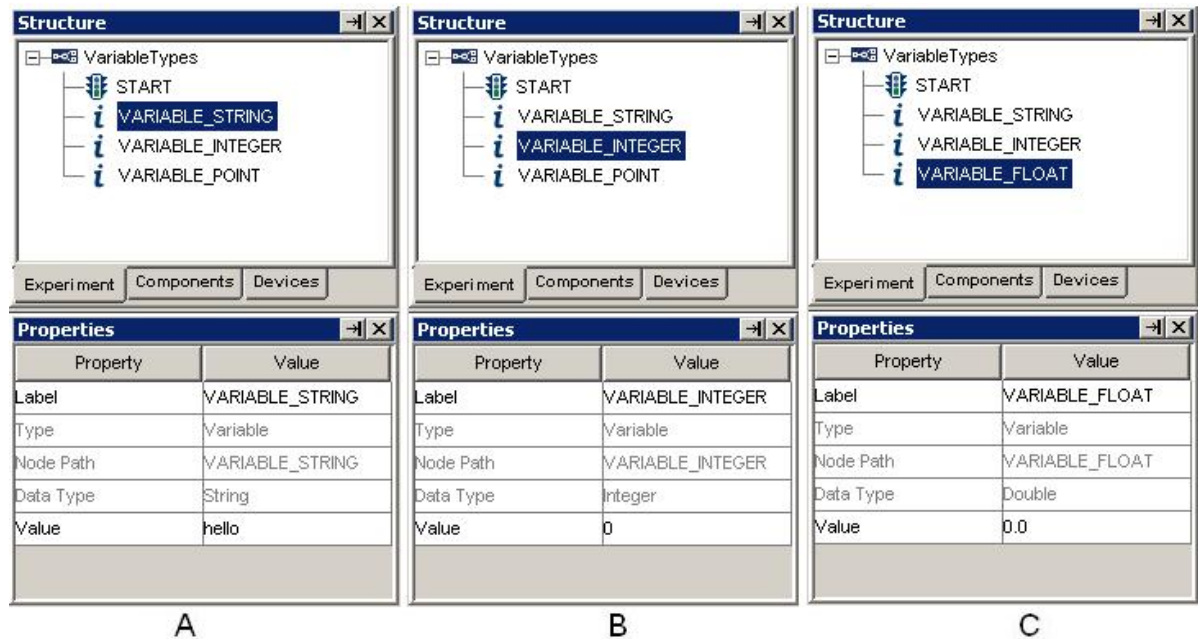 Structure
VariableTypes
START
VARIABLE_STRING
VARIABLE_INTEGER
VARIABLE_POINT
Experiment Components Devices
Properties
Property Value
Label VARIABLE_STRING
Type Variable
Node Path VARIABLE_STRING
Data Type String
Value hello
A
Structure
VariableTypes
START
VARIABLE_STRING
VARIABLE_INTEGER
VARIABLE_POINT
Experiment Components Devices
Properties
Property Value
Label VARIABLE_INTEGER
Type Variable
Node Path VARIABLE_INTEGER
Data Type Integer
Value 0
B
Structure
VariableTypes
START
VARIABLE_STRING
VARIABLE_INTEGER
VARIABLE_FLOAT
Experiment Components Devices
Properties
Property Value
Label VARIABLE_FLOAT
Type Variable
Node Path VARIABLE_FLOAT
Data Type Double
Value 0.0
C